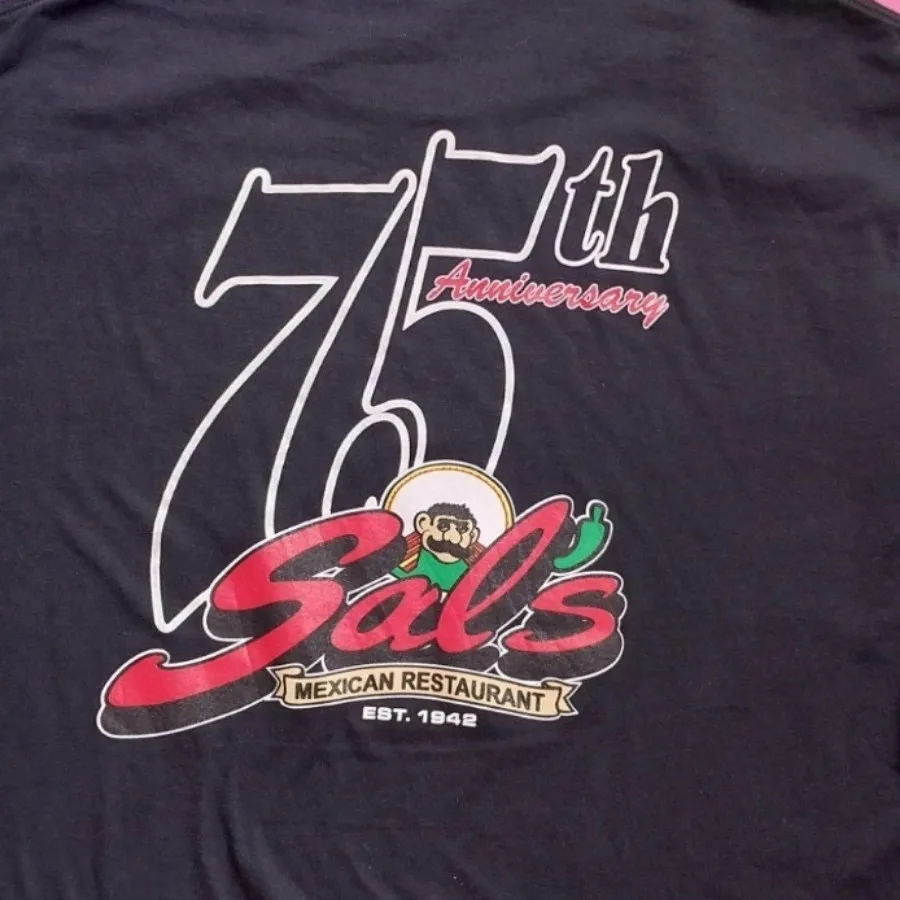 75th
Anniversary
Sal's
MEXICAN RESTAURANT
EST. 1942